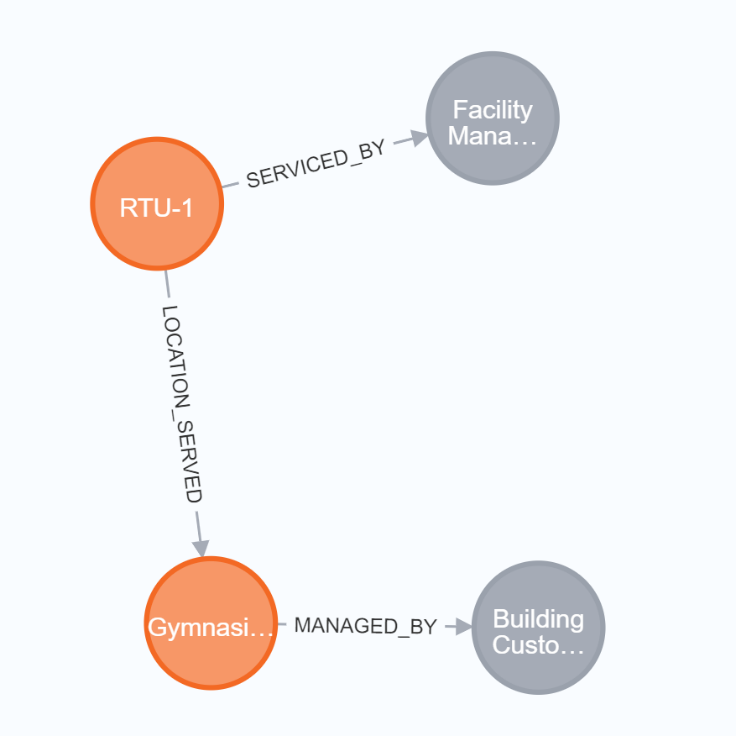 Facility
Mana…
SERVICED_BY
RTU-1
LOCATION_SERVED
Gymnasi…
MANAGED_BY
Building
Custo…